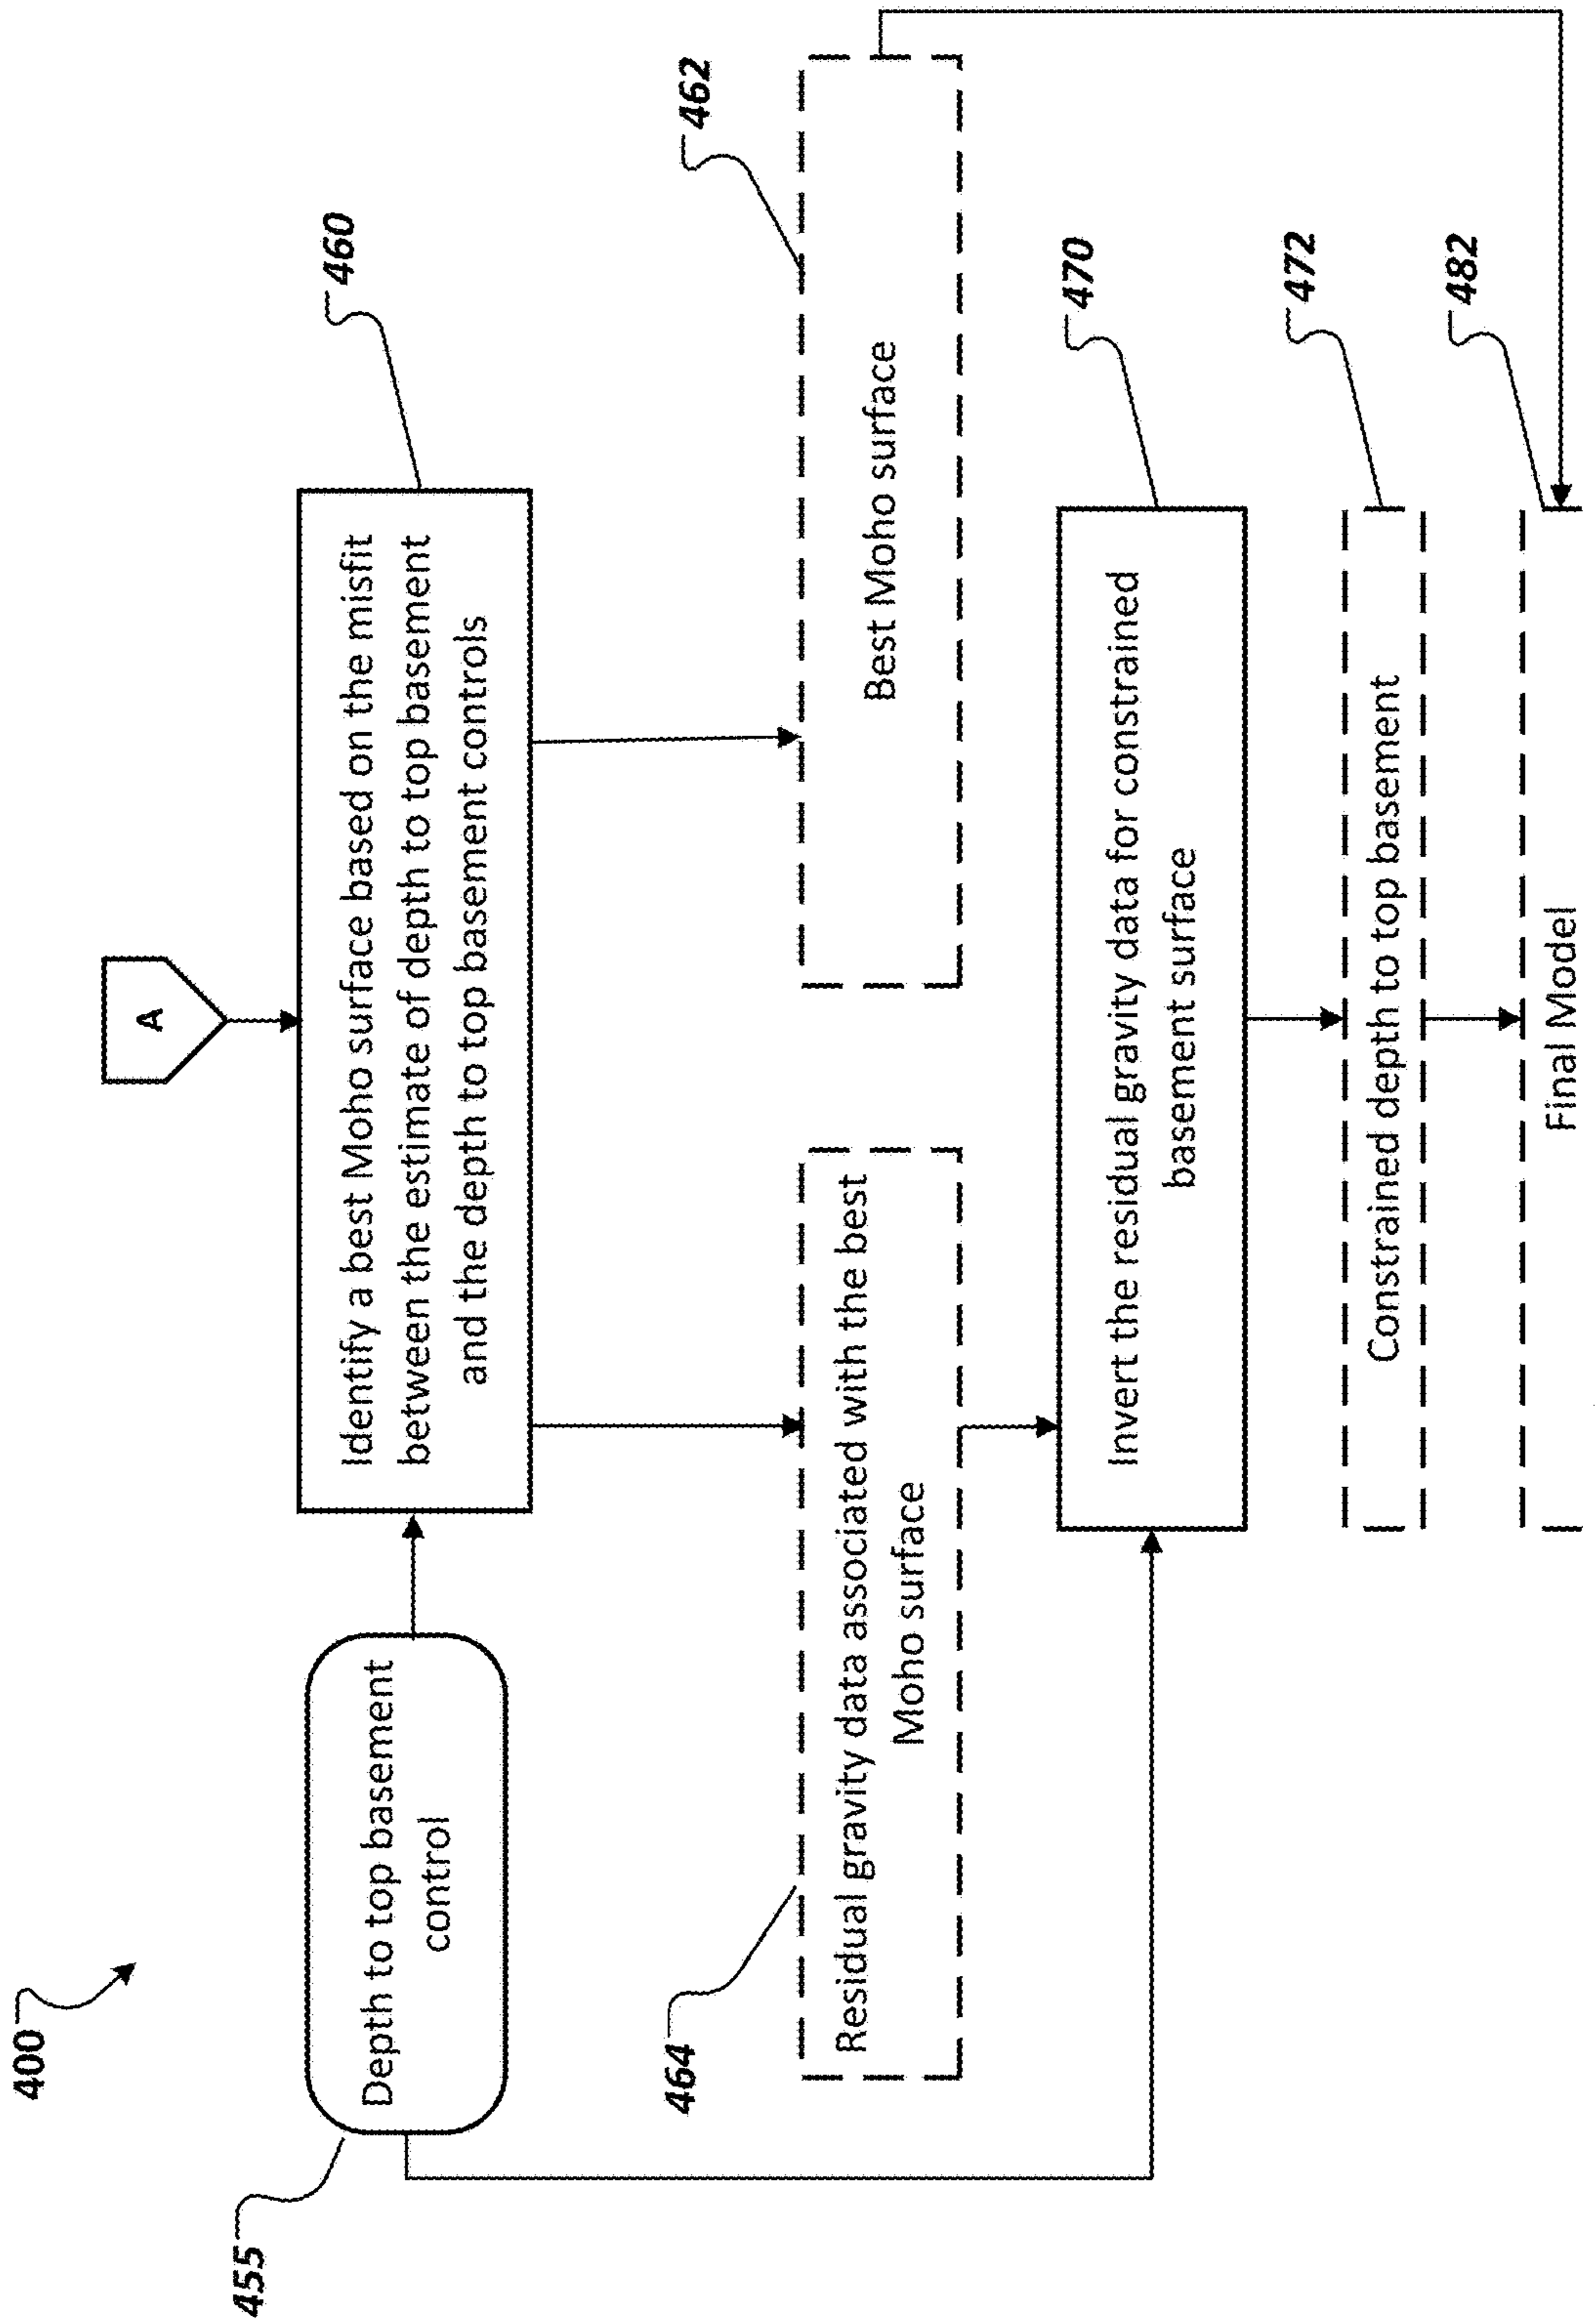 400
A
455
Depth to top basement
control
460
Identify a best Moho surface based on the misfit
between the estimate of depth to top basement
and the depth to top basement controls
464
Residual gravity data associated with the best
Moho surface
462
Best Moho surface
470
Invert the residual gravity data for constrained
basement surface
472
Constrained depth to top basement
482
Final Model